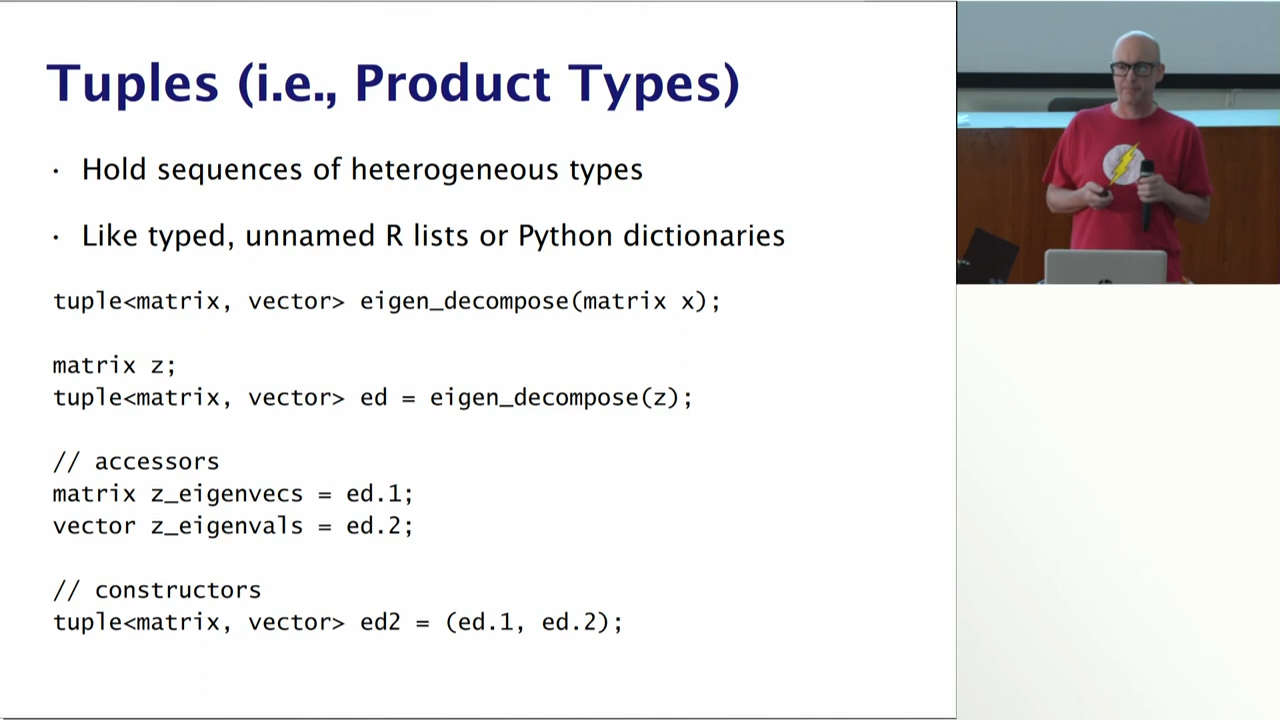 Tuples (i.e., Product Types)
· Hold sequences of heterogeneous types
· Like typed, unnamed R lists or Python dictionaries
tuple<matrix, vector> eigen_decompose(matrix x);
matrix z;
tuple<matrix, vector> ed = eigen_decompose(z);
// accessors
matrix z_eigenvecs = ed.1;
vector z_eigenvals = ed.2;
// constructors
tuple<matrix, vector> ed2 = (ed.1, ed.2);